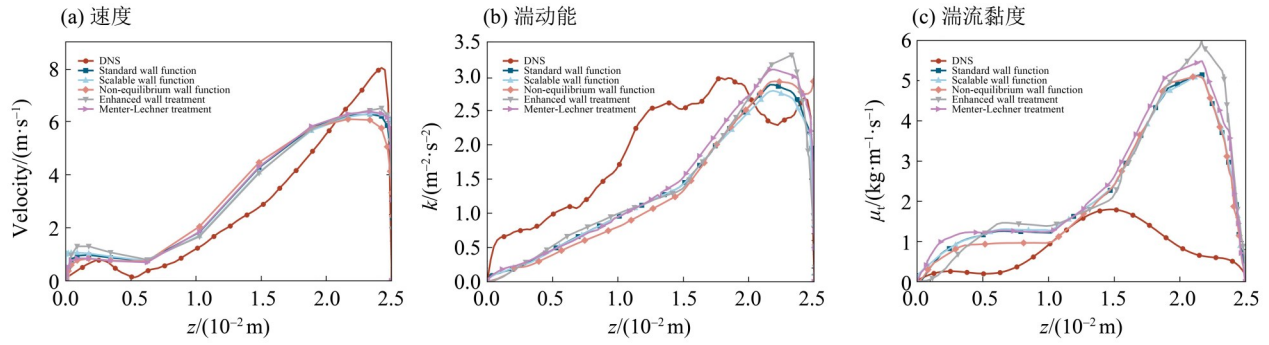 (a) 速度
8
6
4
2
0
Velocity/(m·s⁻¹)
DNS
Standard wall function
Scalable wall function
Non-equilibrium wall function
Enhanced wall treatment
Menter-Lechner treatment
0.0 0.5 1.0 1.5 2.0 2.5
z/(10⁻² m)
(b) 湍动能
3.5
3.0
2.5
2.0
1.5
1.0
0.5
0.0
k/(m⁻²·s⁻²)
DNS
Standard wall function
Scalable wall function
Non-equilibrium wall function
Enhanced wall treatment
Menter-Lechner treatment
0.0 0.5 1.0 1.5 2.0 2.5
z/(10⁻² m)
(c) 湍流黏度
6
5
4
3
2
1
0
μt/(kg·m⁻¹·s⁻¹)
DNS
Standard wall function
Scalable wall function
Non-equilibrium wall function
Enhanced wall treatment
Menter-Lechner treatment
0.0 0.5 1.0 1.5 2.0 2.5
z/(10⁻² m)